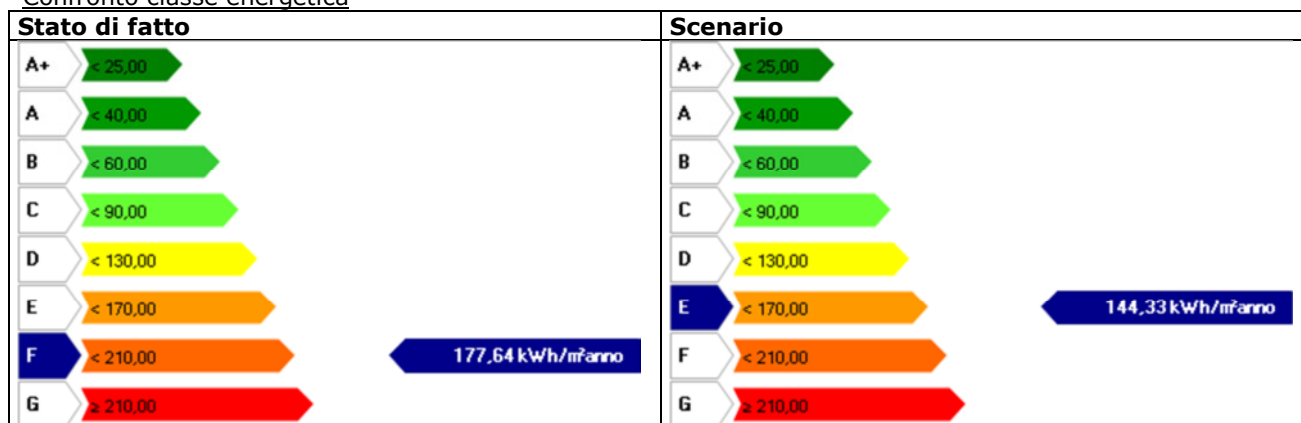 Confronto classe energetica
Stato di fatto
A+ < 25,00
A < 40,00
B < 60,00
C < 90,00
D < 130,00
E < 170,00
F < 210,00 177,64 kWh/m²anno
G ≥ 210,00
Scenario
A+ < 25,00
A < 40,00
B < 60,00
C < 90,00
D < 130,00
E < 170,00 144,33 kWh/m²anno
F < 210,00
G ≥ 210,00